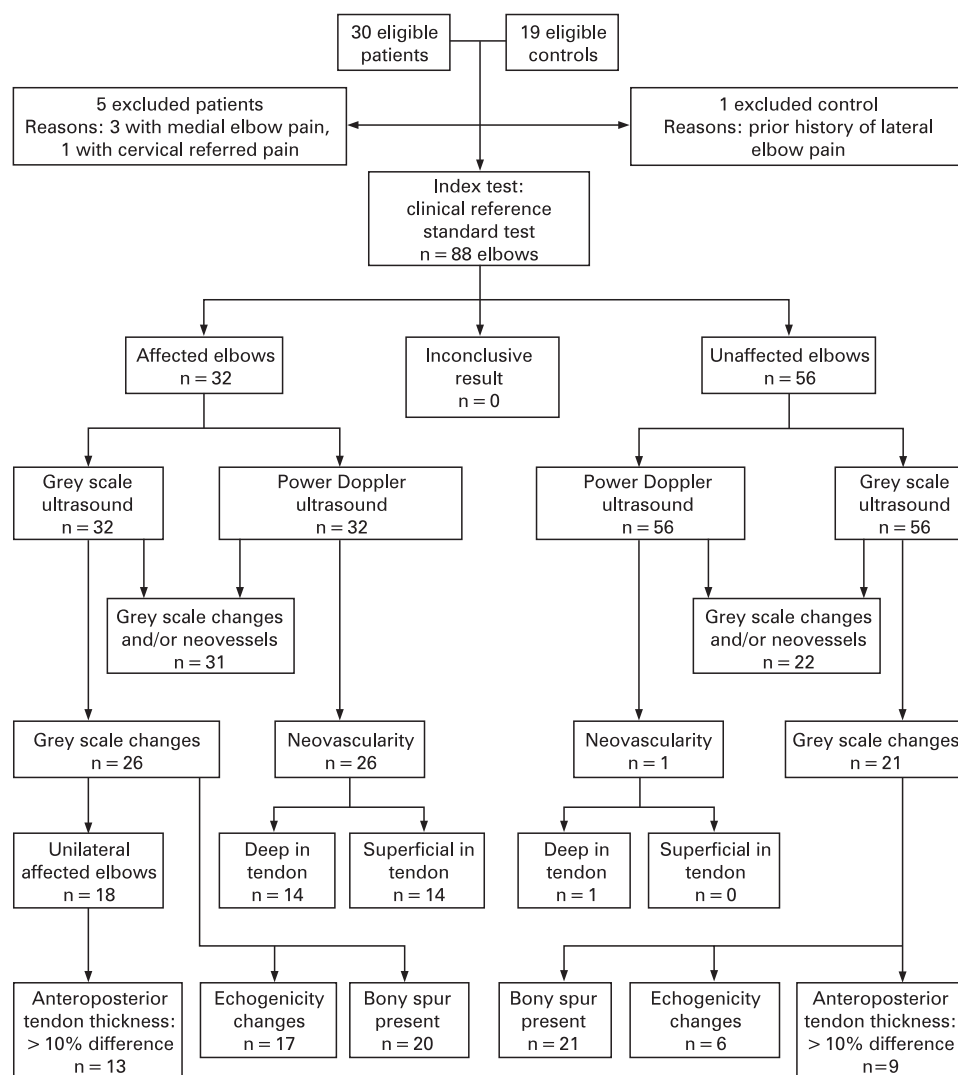 30 eligible
patients
19 eligible
controls
5 excluded patients
Reasons: 3 with medial elbow pain,
1 with cervical referred pain
1 excluded control
Reasons: prior history of lateral
elbow pain
Index test:
clinical reference
standard test
n = 88 elbows
Affected elbows
n = 32
Inconclusive
result
n = 0
Unaffected elbows
n = 56
Grey scale
ultrasound
n = 32
Power Doppler
ultrasound
n = 32
Power Doppler
ultrasound
n = 56
Grey scale
ultrasound
n = 56
Grey scale changes
and/or neovessels
n = 31
Grey scale changes
and/or neovessels
n = 22
Grey scale changes
n = 26
Neovascularity
n = 26
Neovascularity
n = 1
Grey scale changes
n = 21
Unilateral
affected elbows
n = 18
Deep in
tendon
n = 14
Superficial in
tendon
n = 14
Deep in
tendon
n = 1
Superficial in
tendon
n = 0
Anteroposterior
tendon thickness:
> 10% difference
n = 13
Echogenicity
changes
n = 17
Bony spur
present
n = 20
Bony spur
present
n = 21
Echogenicity
changes
n = 6
Anteroposterior
tendon thickness:
> 10% difference
n=9